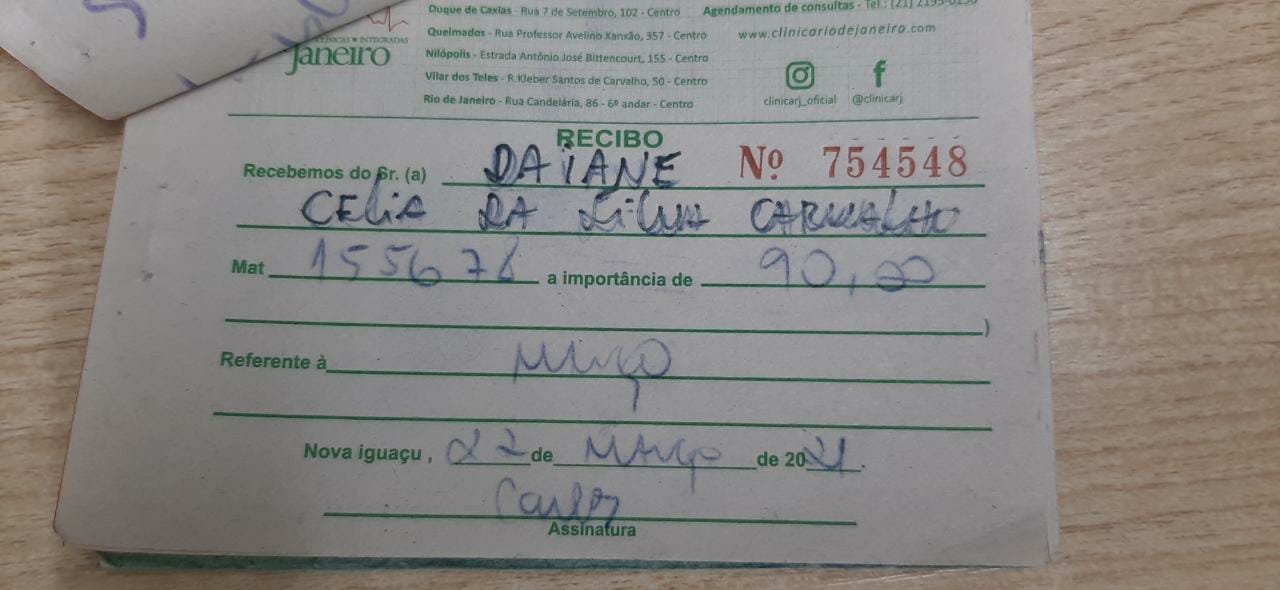 Duque de Caxias - Rua 7 de Setembro, 102 - Centro
Agendamento de consultas - Tel.: (21) 2195-0250
Queimados - Rua Professor Avelino Xanxão, 357 - Centro
www.clinicariodejaneiro.com
CLÍNICAS INTEGRADAS
Janeiro
Nilópolis - Estrada Antônio José Bittencourt, 155 - Centro
Vilar dos Teles - R.Kleber Santos de Carvalho, 50 - Centro
Rio de Janeiro - Rua Candelária, 86 - 6º andar - Centro
clinicarj_oficial @clinicarj
RECIBO
Recebemos do Sr. (a) DAIANE Nº 754548
CELIA DA SILVA CARVALHO
Mat 155678 a importância de 90,00
)
Referente à Março
Nova iguaçu, 22 de MARÇO de 2021.
Carlos
Assinatura